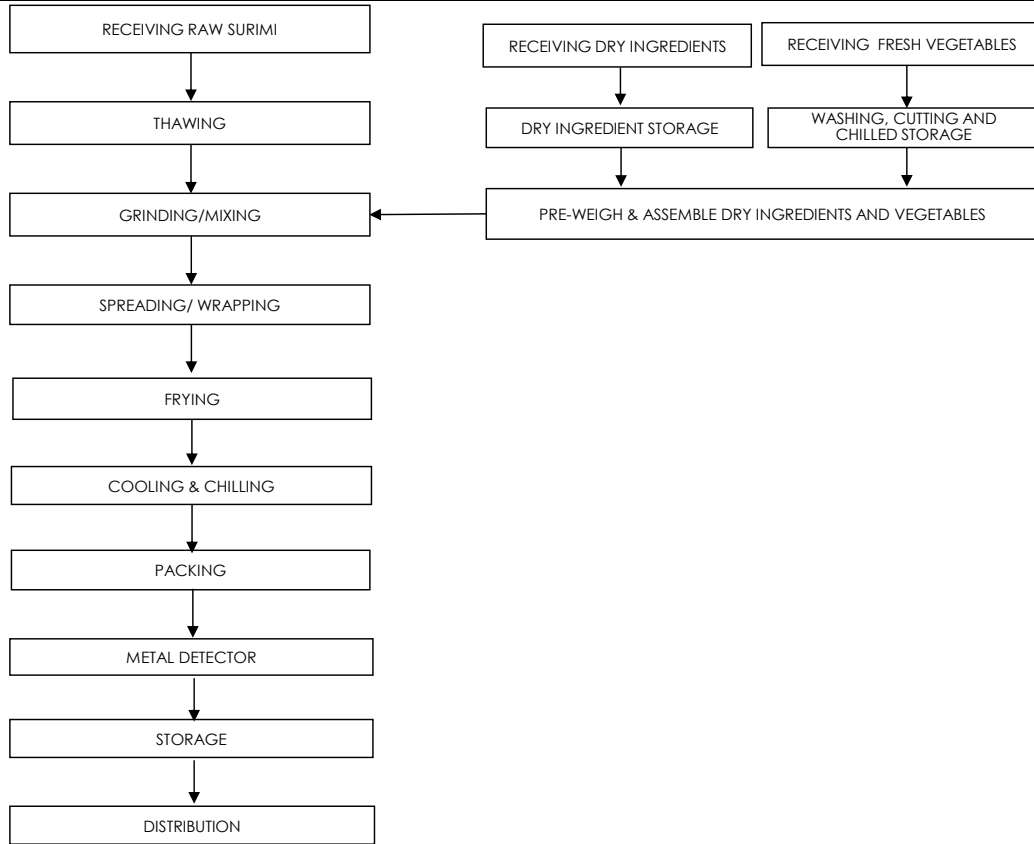 RECEIVING RAW SURIMI
RECEIVING DRY INGREDIENTS
RECEIVING FRESH VEGETABLES
THAWING
DRY INGREDIENT STORAGE
WASHING, CUTTING AND
CHILLED STORAGE
GRINDING/MIXING
PRE-WEIGH & ASSEMBLE DRY INGREDIENTS AND VEGETABLES
SPREADING/ WRAPPING
FRYING
COOLING & CHILLING
PACKING
METAL DETECTOR
STORAGE
DISTRIBUTION